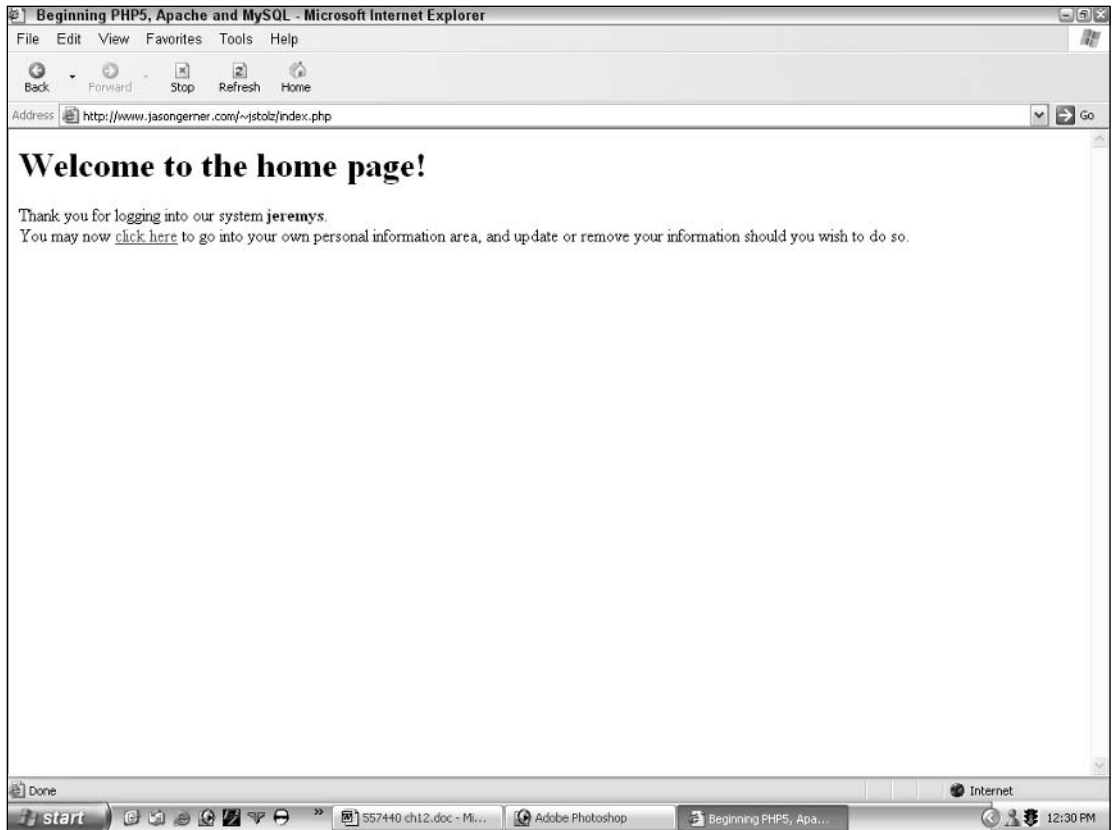 Beginning PHP5, Apache and MySQL - Microsoft Internet Explorer
File Edit View Favorites Tools Help
Back Forward Stop Refresh Home
Address http://www.jasongerner.com/~jstolz/index.php Go
Welcome to the home page!
Thank you for logging into our system jeremys.
You may now click here to go into your own personal information area, and update or remove your information should you wish to do so.
Done Internet
start » 557440 ch12.doc - Mi... Adobe Photoshop Beginning PHP5, Apa... 12:30 PM